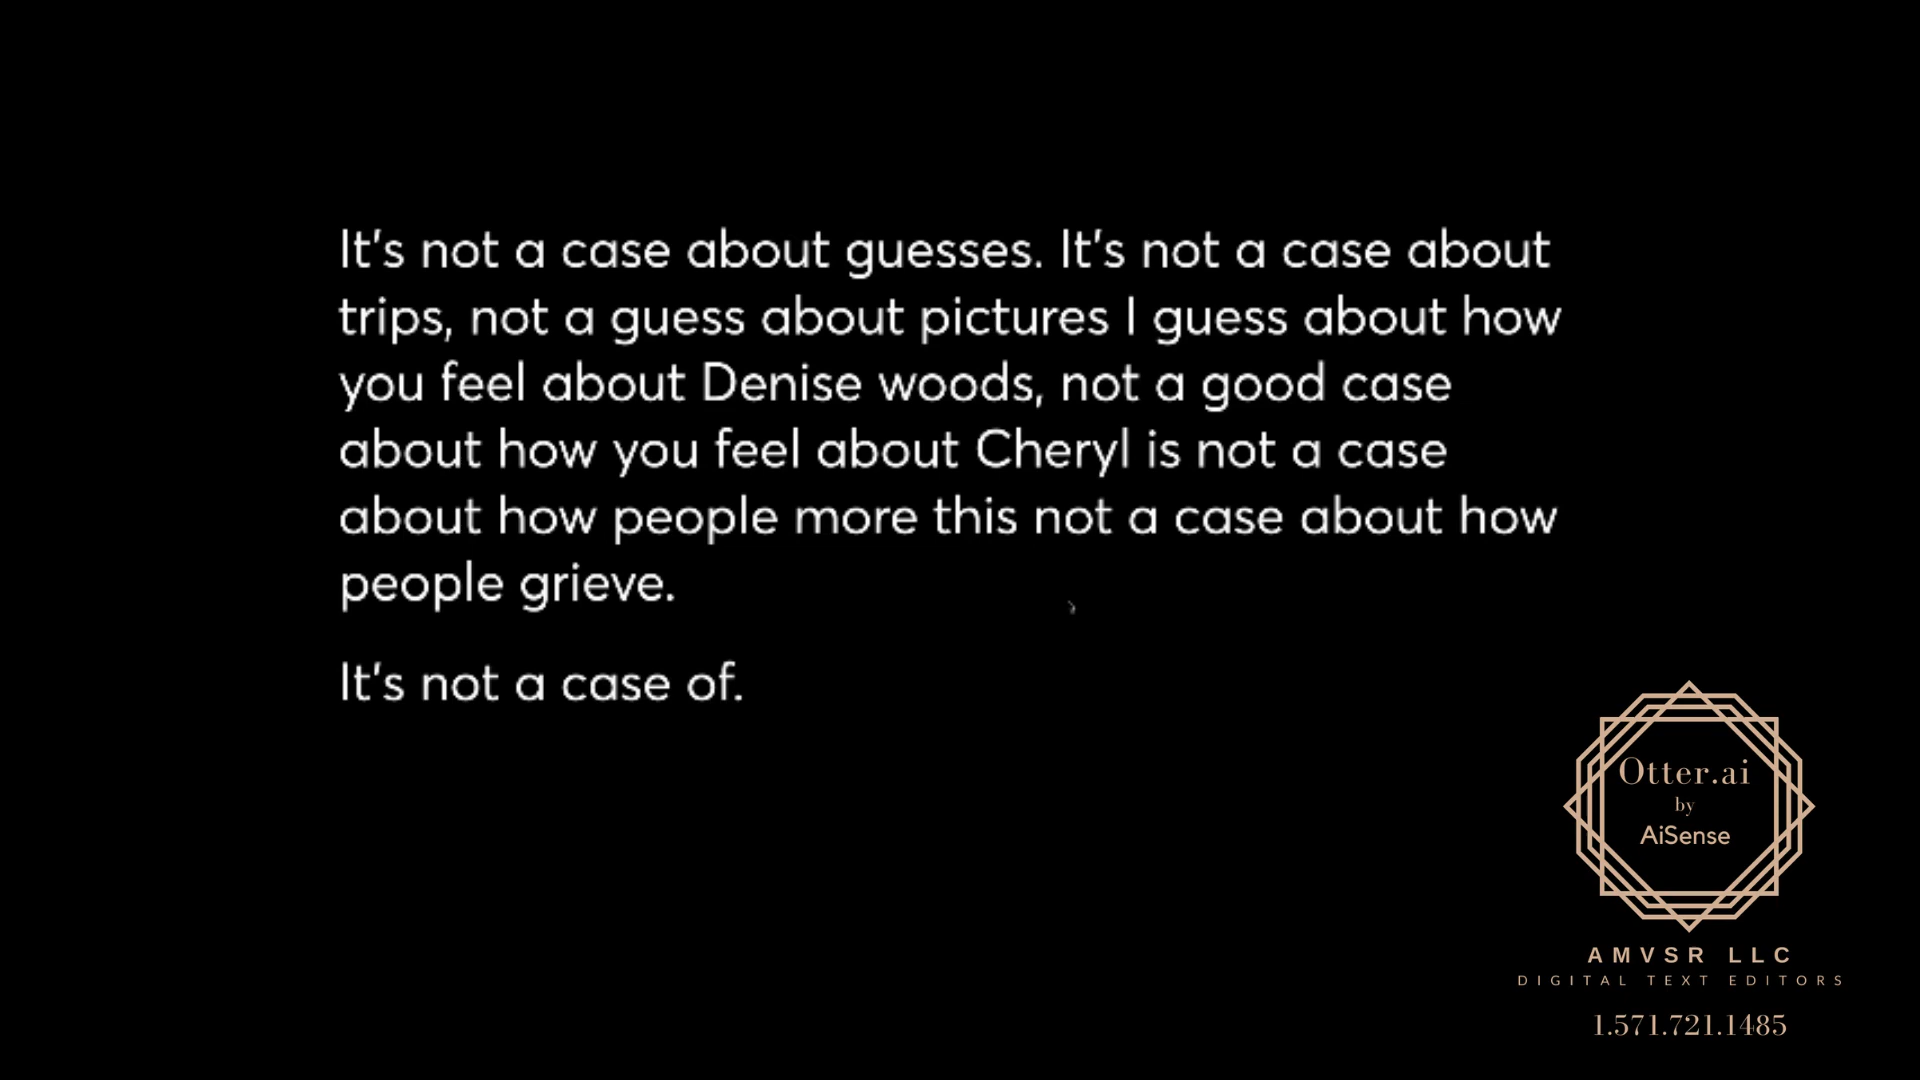 It's not a case about guesses. It's not a case about
trips, not a guess about pictures I guess about how
you feel about Denise woods, not a good case
about how you feel about Cheryl is not a case
about how people more this not a case about how
people grieve.
It's not a case of.
Otter.ai
by
AiSense
AMVSR LLC
DIGITAL TEXT EDITORS
1.571.721.1485